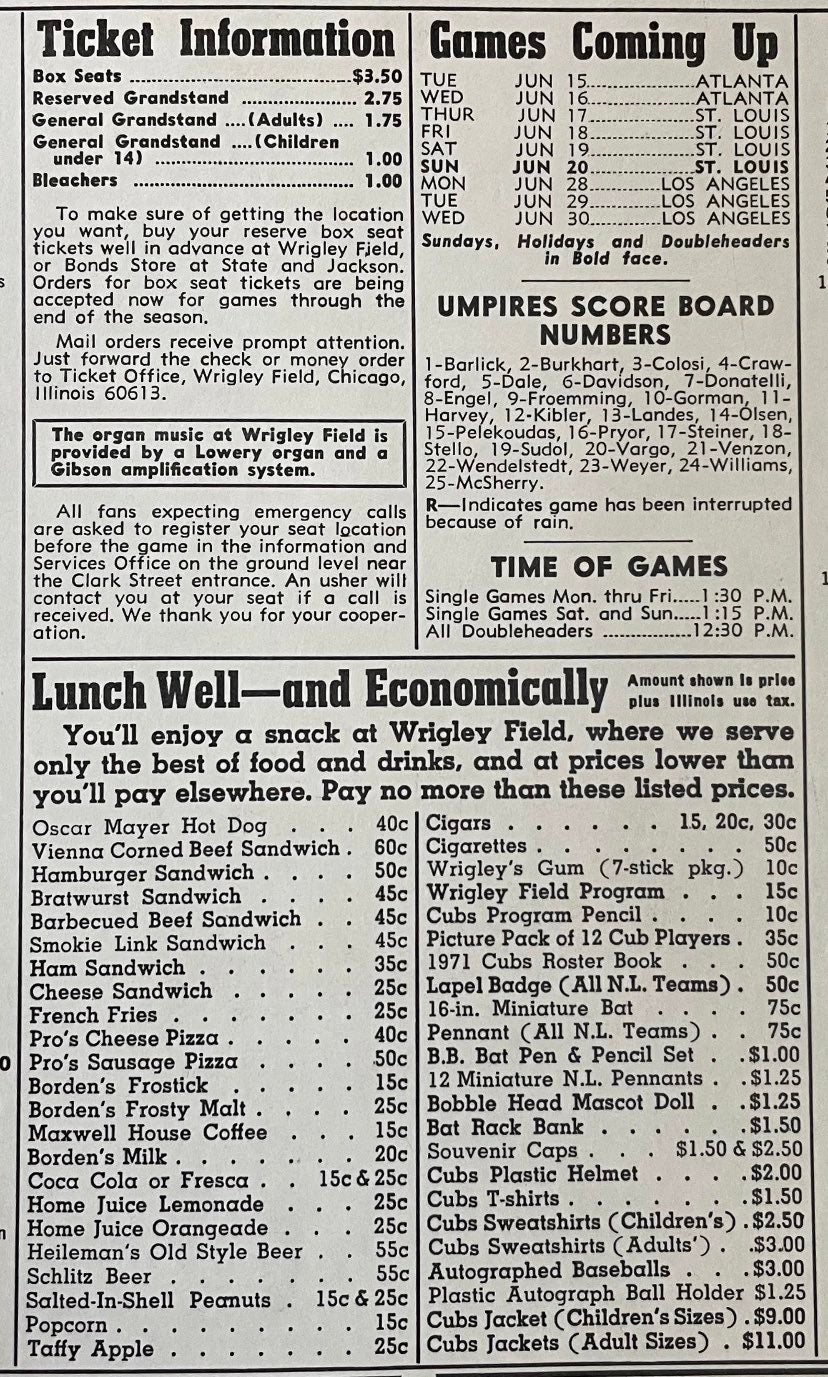 Ticket Information
Box Seats ..........$3.50
Reserved Grandstand .......... 2.75
General Grandstand ....(Adults) .... 1.75
General Grandstand ....(Children
under 14) .......... 1.00
Bleachers .......... 1.00
To make sure of getting the location
you want, buy your reserve box seat
tickets well in advance at Wrigley Field,
or Bonds Store at State and Jackson.
Orders for box seat tickets are being
accepted now for games through the
end of the season.
Mail orders receive prompt attention.
Just forward the check or money order
to Ticket Office, Wrigley Field, Chicago,
Illinois 60613.
The organ music at Wrigley Field is
provided by a Lowery organ and a
Gibson amplification system.
All fans expecting emergency calls
are asked to register your seat location
before the game in the information and
Services Office on the ground level near
the Clark Street entrance. An usher will
contact you at your seat if a call is
received. We thank you for your cooper-
ation.
Games Coming Up
TUE JUN 15..........ATLANTA
WED JUN 16..........ATLANTA
THUR JUN 17..........ST. LOUIS
FRI JUN 18..........ST. LOUIS
SAT JUN 19..........ST. LOUIS
SUN JUN 20..........ST. LOUIS
MON JUN 28..........LOS ANGELES
TUE JUN 29..........LOS ANGELES
WED JUN 30..........LOS ANGELES
Sundays, Holidays and Doubleheaders
in Bold face.
UMPIRES SCORE BOARD
NUMBERS
1-Barlick, 2-Burkhart, 3-Colosi, 4-Craw-
ford, 5-Dale, 6-Davidson, 7-Donatelli,
8-Engel, 9-Froemming, 10-Gorman, 11-
Harvey, 12-Kibler, 13-Landes, 14-Olsen,
15-Pelekoudas, 16-Pryor, 17-Steiner, 18-
Stello, 19-Sudol, 20-Vargo, 21-Venzon,
22-Wendelstedt, 23-Weyer, 24-Williams,
25-McSherry.
R—Indicates game has been interrupted
because of rain.
TIME OF GAMES
Single Games Mon. thru Fri.....1:30 P.M.
Single Games Sat. and Sun.....1:15 P.M.
All Doubleheaders ..........12:30 P.M.
Lunch Well—and Economically
Amount shown is price
plus Illinois use tax.
You'll enjoy a snack at Wrigley Field, where we serve
only the best of food and drinks, and at prices lower than
you'll pay elsewhere. Pay no more than these listed prices.
Oscar Mayer Hot Dog . . . 40c
Vienna Corned Beef Sandwich . 60c
Hamburger Sandwich . . . . 50c
Bratwurst Sandwich . . . . 45c
Barbecued Beef Sandwich . . 45c
Smokie Link Sandwich . . . 45c
Ham Sandwich . . . . . . 35c
Cheese Sandwich . . . . . 25c
French Fries . . . . . . . 25c
Pro's Cheese Pizza . . . . . 40c
Pro's Sausage Pizza . . . . 50c
Borden's Frostick . . . . . 15c
Borden's Frosty Malt . . . . 25c
Maxwell House Coffee . . . 15c
Borden's Milk . . . . . . . 20c
Coca Cola or Fresca . . 15c & 25c
Home Juice Lemonade . . . 25c
Home Juice Orangeade . . . 25c
Heileman's Old Style Beer . . 55c
Schlitz Beer . . . . . . . 55c
Salted-In-Shell Peanuts . 15c & 25c
Popcorn . . . . . . . . 15c
Taffy Apple . . . . . . . 25c
Cigars . . . . . . 15, 20c, 30c
Cigarettes . . . . . . . . 50c
Wrigley's Gum (7-stick pkg.) 10c
Wrigley Field Program . . . 15c
Cubs Program Pencil . . . . 10c
Picture Pack of 12 Cub Players . 35c
1971 Cubs Roster Book . . . 50c
Lapel Badge (All N.L. Teams) . 50c
16-in. Miniature Bat . . . . 75c
Pennant (All N.L. Teams) . . 75c
B.B. Bat Pen & Pencil Set . . $1.00
12 Miniature N.L. Pennants . . $1.25
Bobble Head Mascot Doll . . $1.25
Bat Rack Bank . . . . . . $1.50
Souvenir Caps . . . $1.50 & $2.50
Cubs Plastic Helmet . . . . $2.00
Cubs T-shirts . . . . . . . $1.50
Cubs Sweatshirts (Children's) . $2.50
Cubs Sweatshirts (Adults') . . $3.00
Autographed Baseballs . . . $3.00
Plastic Autograph Ball Holder $1.25
Cubs Jacket (Children's Sizes) . $9.00
Cubs Jackets (Adult Sizes) . $11.00